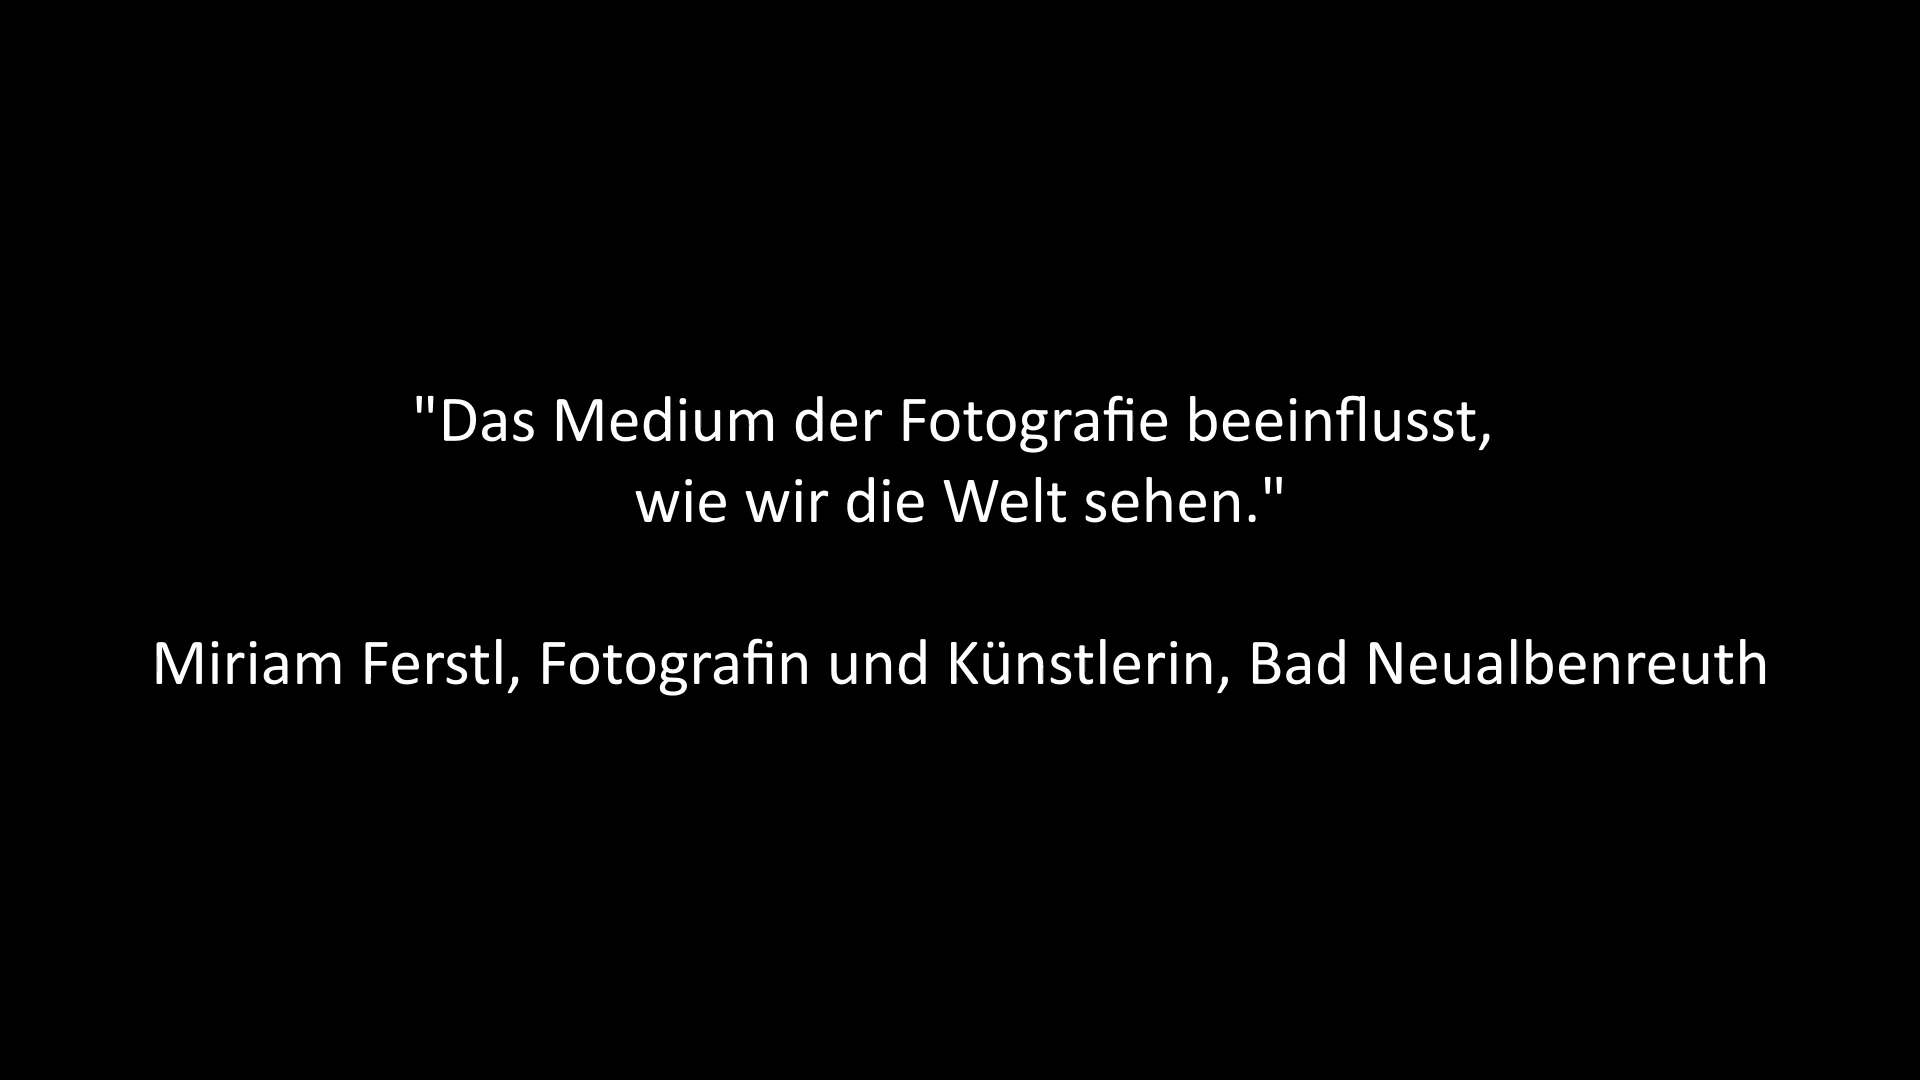 "Das Medium der Fotografie beeinflusst,
wie wir die Welt sehen."
Miriam Ferstl, Fotografin und Künstlerin, Bad Neualbenreuth